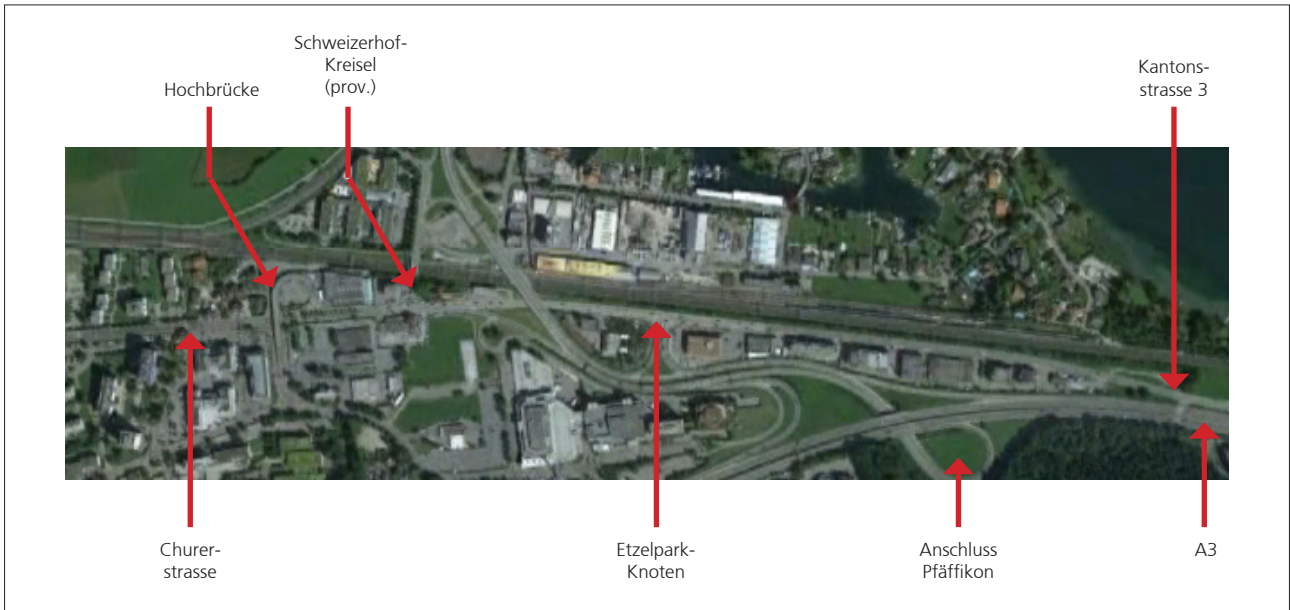 Schweizerhof-
Kreisel
(prov.)
Hochbrücke
Kantons-
strasse 3
Churer-
strasse
Etzelpark-
Knoten
Anschluss
Pfäffikon
A3